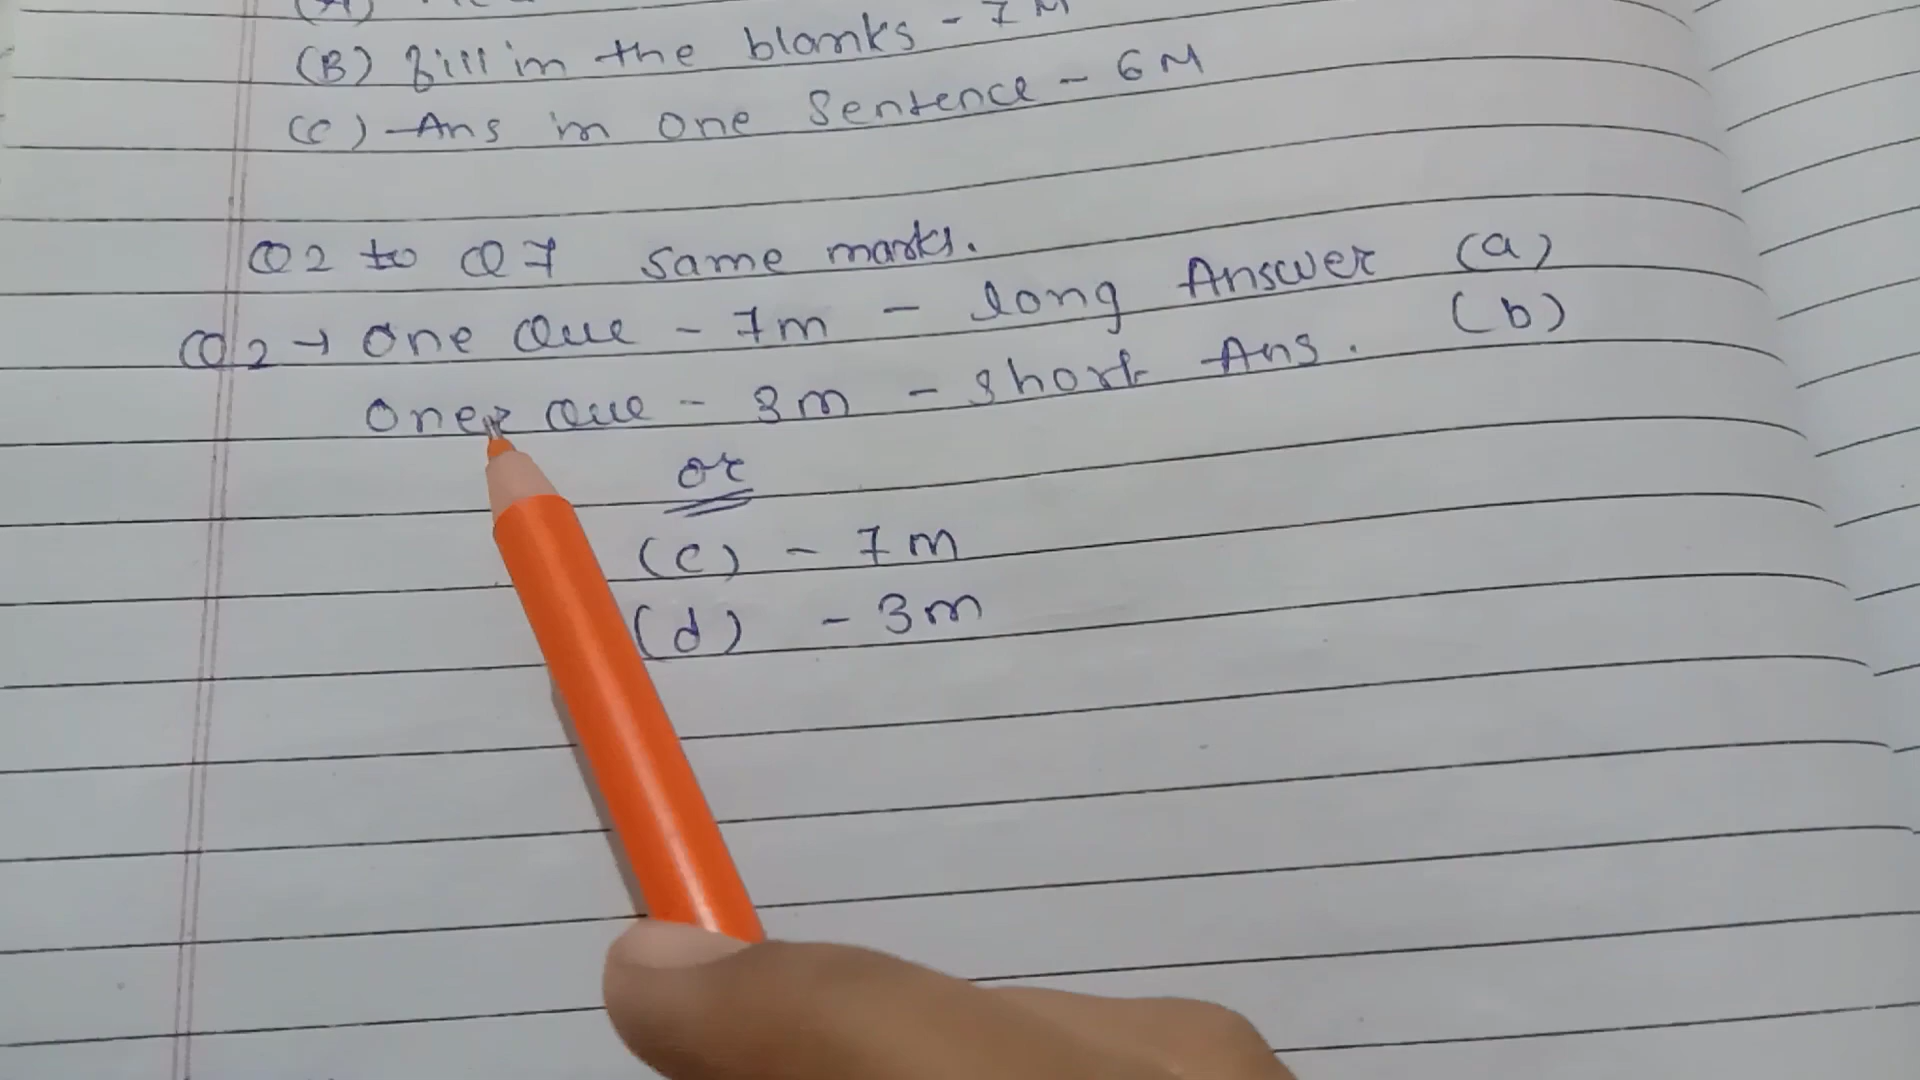 (B) Fill in the blanks - 7 M
(C) Ans in one Sentence - 6 M
Q2 to Q7 same marks.
Q2 → One Que - 7m - long Answer (a)
One Que - 3m - short Ans. (b)
or
(c) - 7m
(d) - 3m